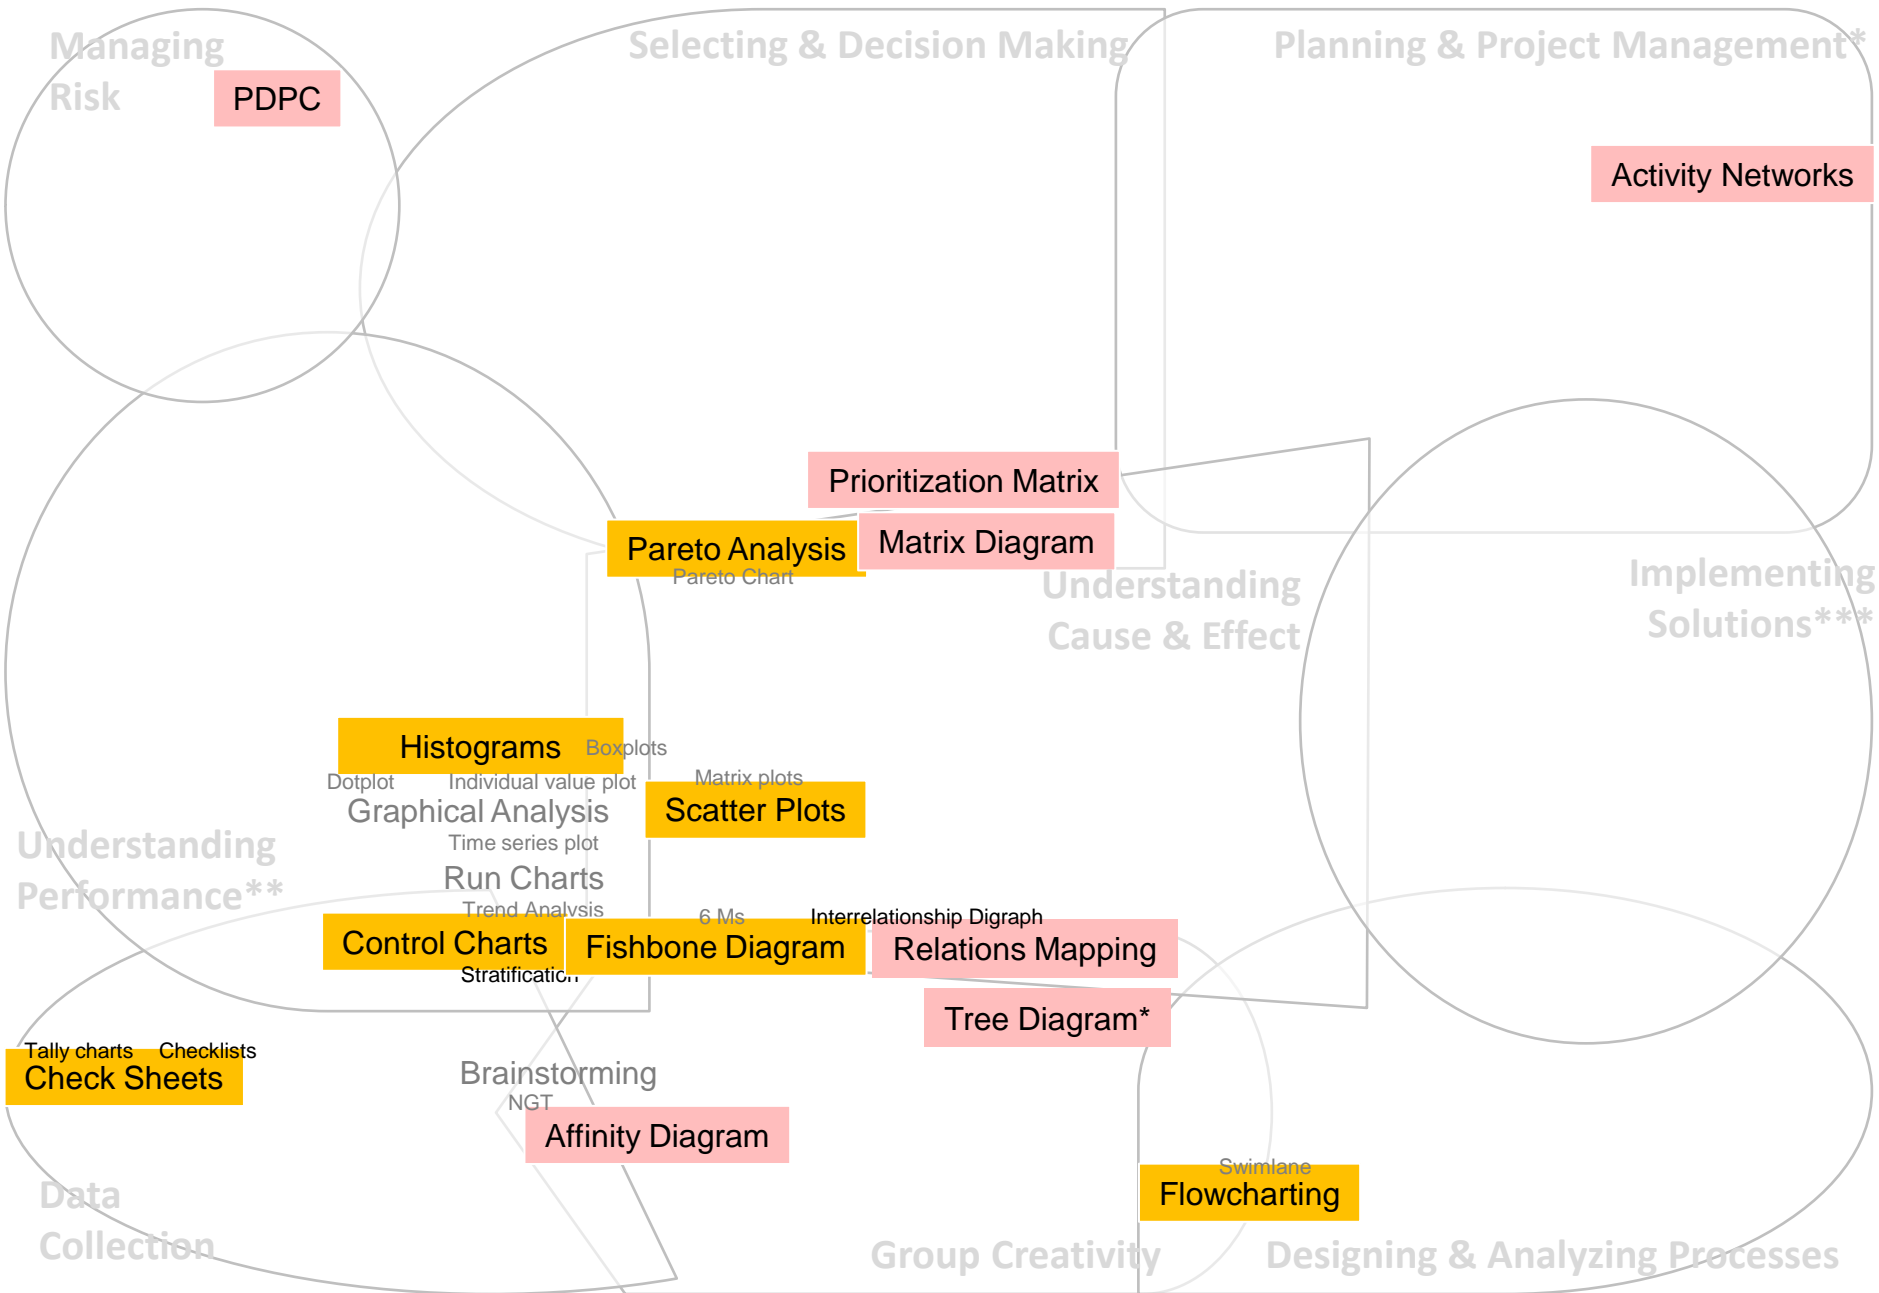 Managing
Risk
PDPC
Selecting & Decision Making
Planning & Project Management*
Activity Networks
Prioritization Matrix
Pareto Analysis
Pareto Chart
Matrix Diagram
Understanding
Cause & Effect
Implementing
Solutions***
Histograms
Boxplots
Dotplot
Individual value plot
Graphical Analysis
Matrix plots
Scatter Plots
Time series plot
Understanding
Performance**
Run Charts
Trend Analysis
Control Charts
Stratification
6 Ms
Fishbone Diagram
Interrelationship Digraph
Relations Mapping
Tree Diagram*
Tally charts
Checklists
Check Sheets
Brainstorming
NGT
Affinity Diagram
Swimlane
Flowcharting
Data
Collection
Group Creativity
Designing & Analyzing Processes